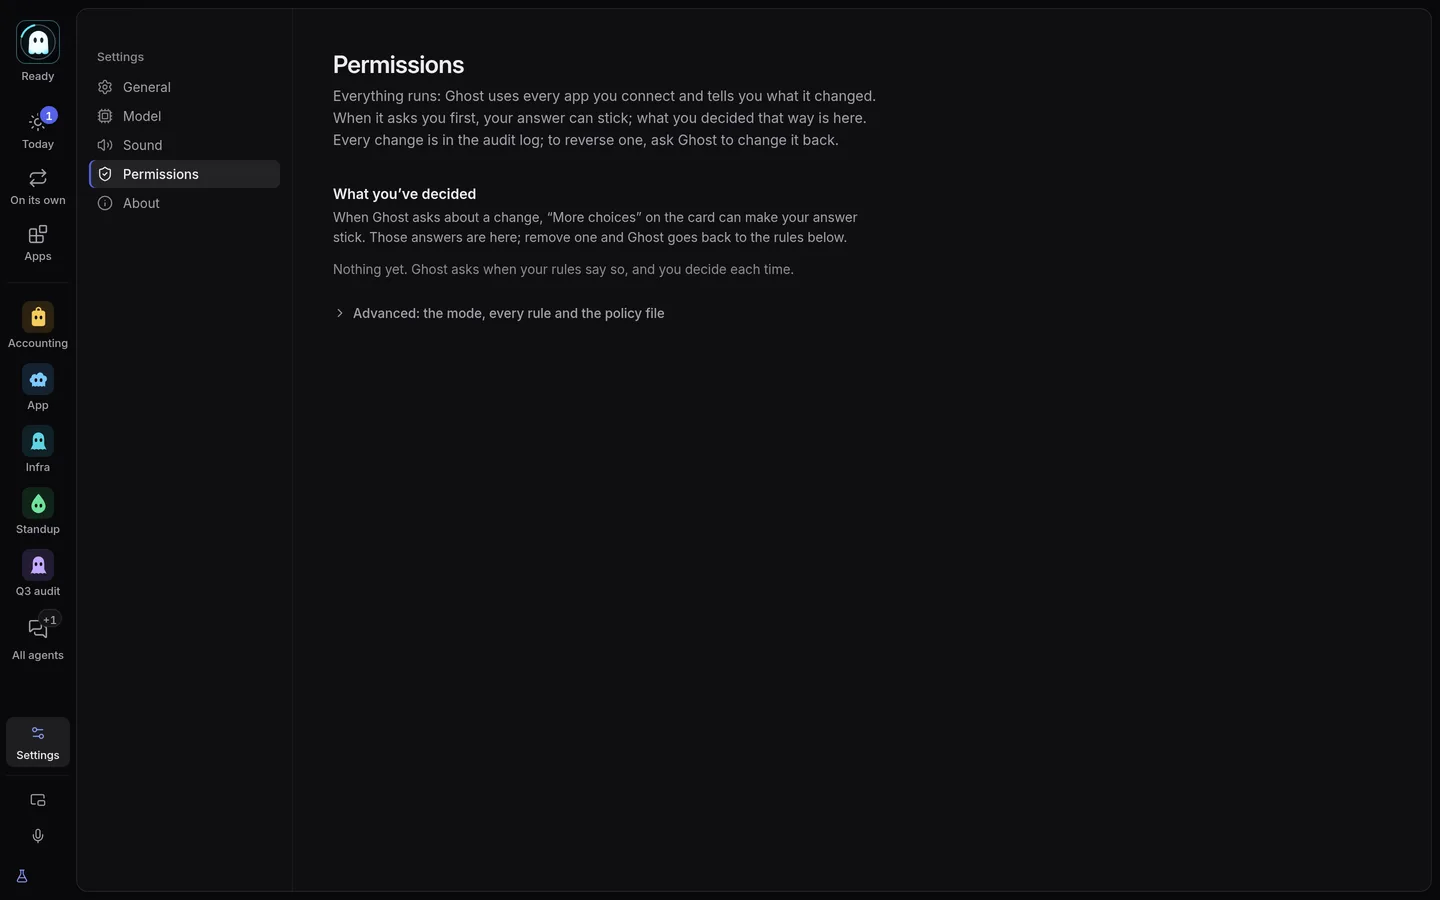 Ready
1
Today
On its own
Apps
Accounting
App
Infra
Standup
Q3 audit
+1
All agents
Settings
Settings
General
Model
Sound
Permissions
About
Permissions
Everything runs: Ghost uses every app you connect and tells you what it changed.
When it asks you first, your answer can stick; what you decided that way is here.
Every change is in the audit log; to reverse one, ask Ghost to change it back.
What you’ve decided
When Ghost asks about a change, “More choices” on the card can make your answer
stick. Those answers are here; remove one and Ghost goes back to the rules below.
Nothing yet. Ghost asks when your rules say so, and you decide each time.
Advanced: the mode, every rule and the policy file